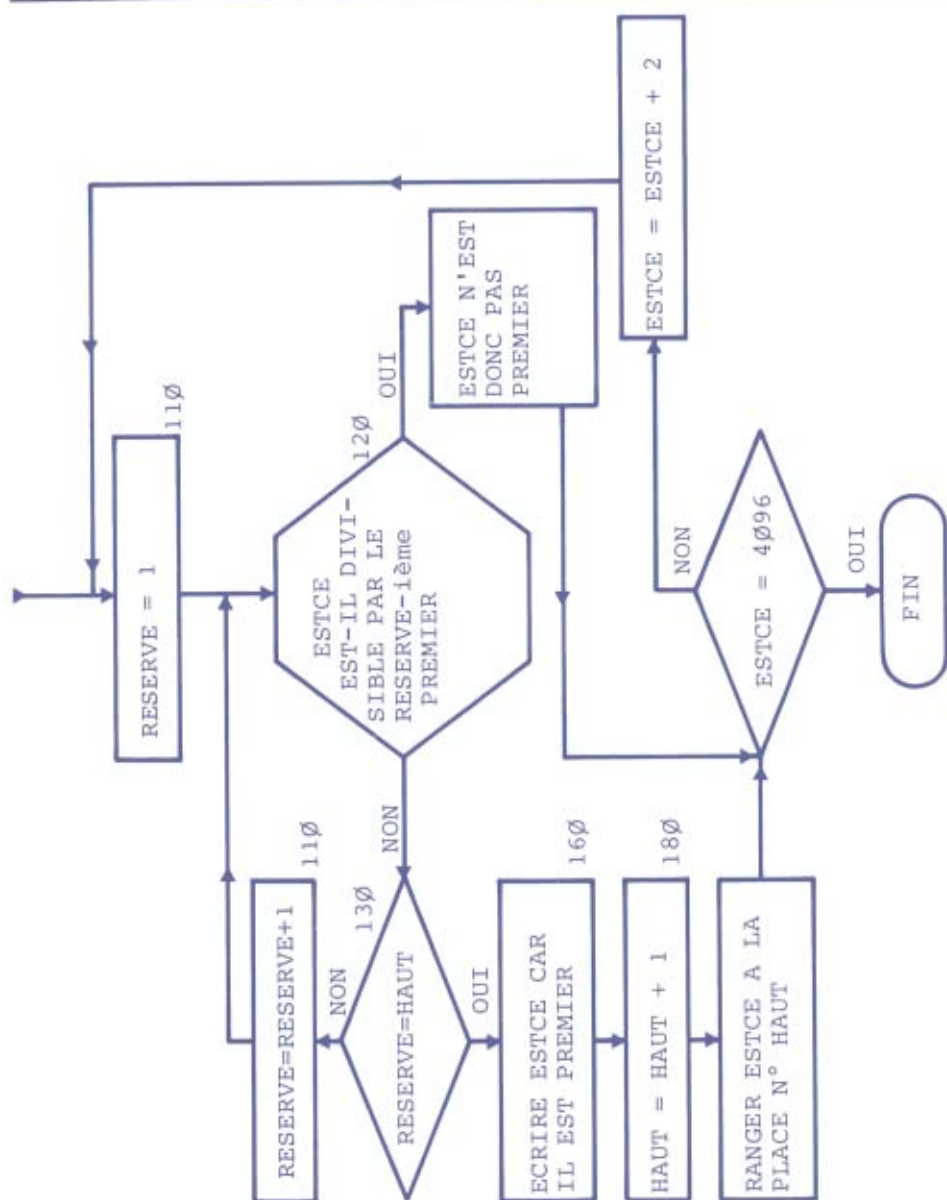 RESERVE = 1
11Ø
ESTCE
EST-IL DIVI-
SIBLE PAR LE
RESERVE-ième
PREMIER
12Ø
OUI
NON
ESTCE N'EST
DONC PAS
PREMIER
ESTCE = ESTCE + 2
RESERVE=RESERVE+1
11Ø
NON
RESERVE=HAUT
13Ø
OUI
ECRIRE ESTCE CAR
IL EST PREMIER
16Ø
HAUT = HAUT + 1
18Ø
RANGER ESTCE A LA
PLACE N° HAUT
ESTCE = 4Ø96
NON
OUI
FIN